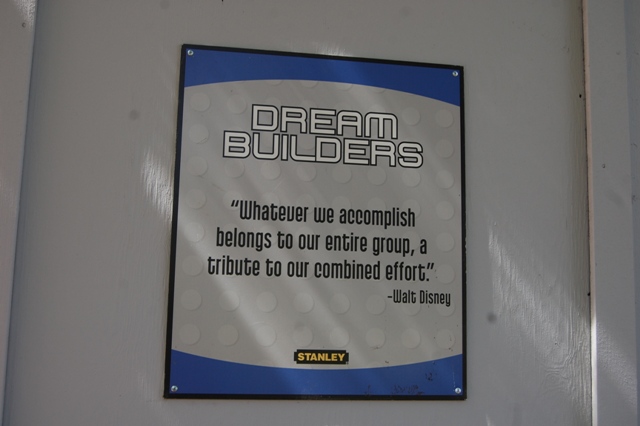 DREAM
BUILDERS
“Whatever we accomplish
belongs to our entire group, a
tribute to our combined effort.”
-Walt Disney
STANLEY